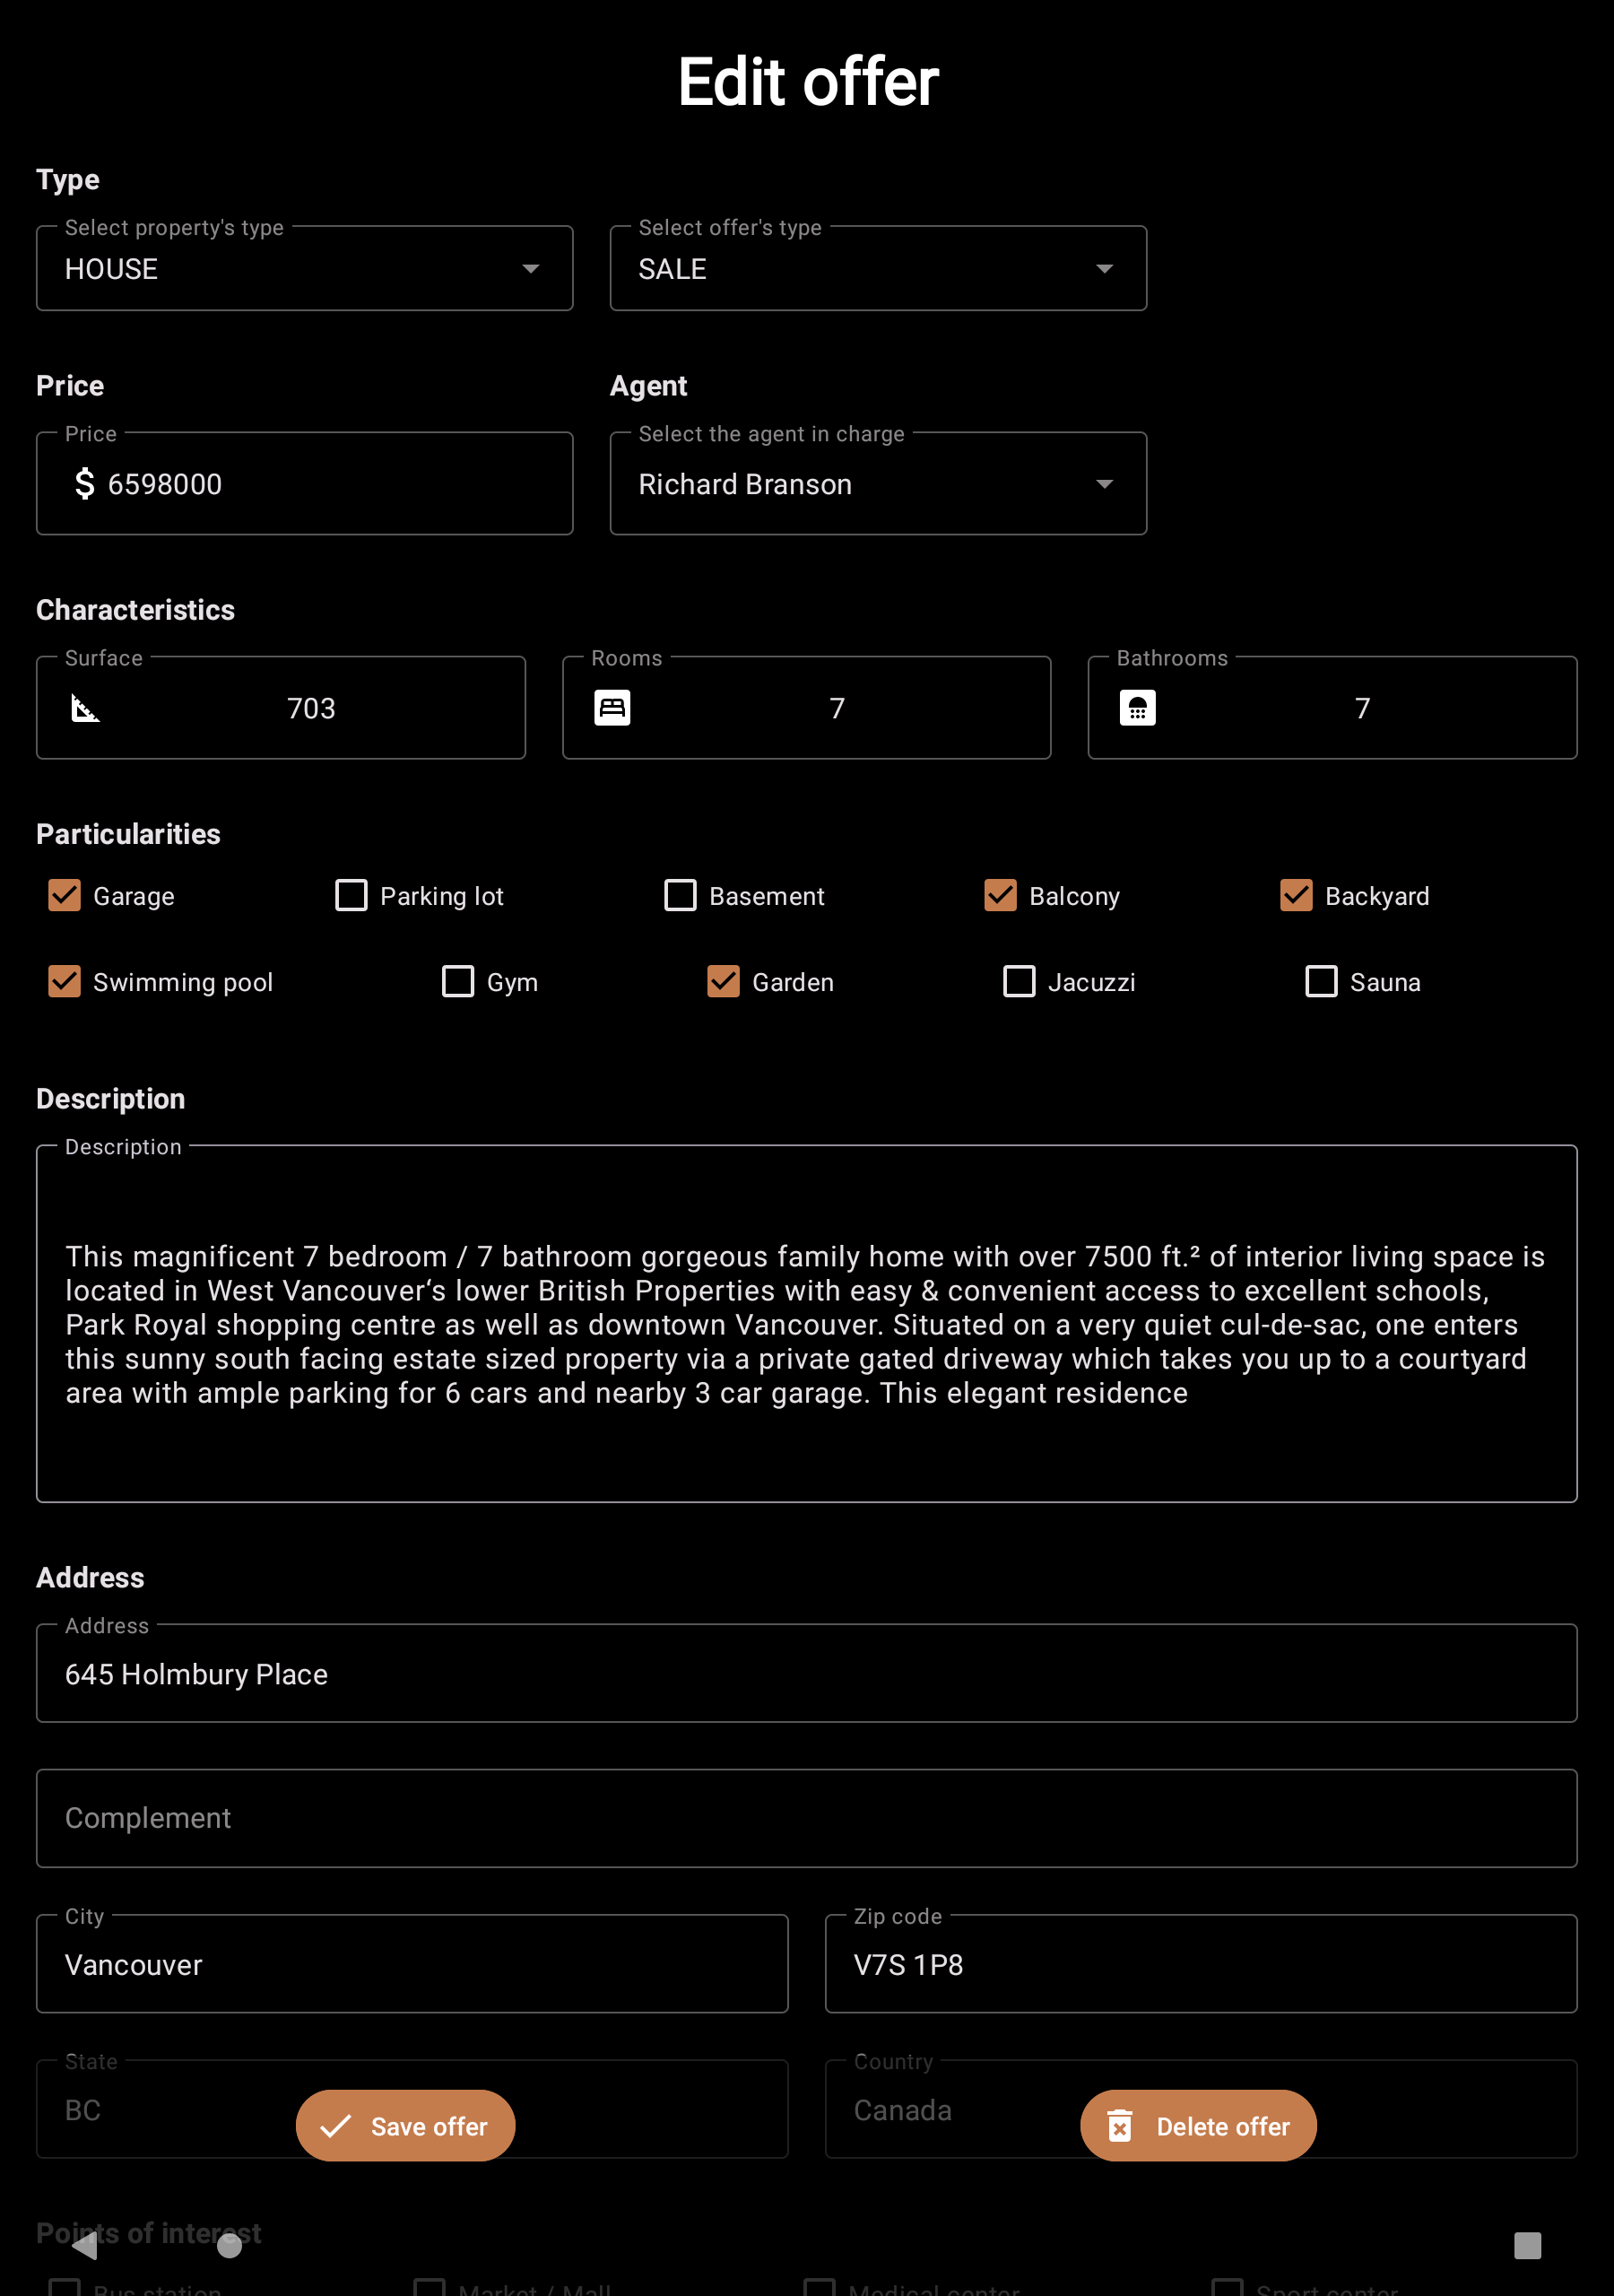 Edit offer
Type
Select property's type
HOUSE
Select offer's type
SALE
Price
Agent
Price
$ 6598000
Select the agent in charge
Richard Branson
Characteristics
Surface
703
Rooms
7
Bathrooms
7
Particularities
Garage
Parking lot
Basement
Balcony
Backyard
Swimming pool
Gym
Garden
Jacuzzi
Sauna
Description
Description
This magnificent 7 bedroom / 7 bathroom gorgeous family home with over 7500 ft.² of interior living space is
located in West Vancouver‘s lower British Properties with easy & convenient access to excellent schools,
Park Royal shopping centre as well as downtown Vancouver. Situated on a very quiet cul-de-sac, one enters
this sunny south facing estate sized property via a private gated driveway which takes you up to a courtyard
area with ample parking for 6 cars and nearby 3 car garage. This elegant residence
Address
Address
645 Holmbury Place
Complement
City
Vancouver
Zip code
V7S 1P8
State
BC
Country
Canada
Save offer
Delete offer
Points of interest
Bus station
Market / Mall
Medical center
Sport center